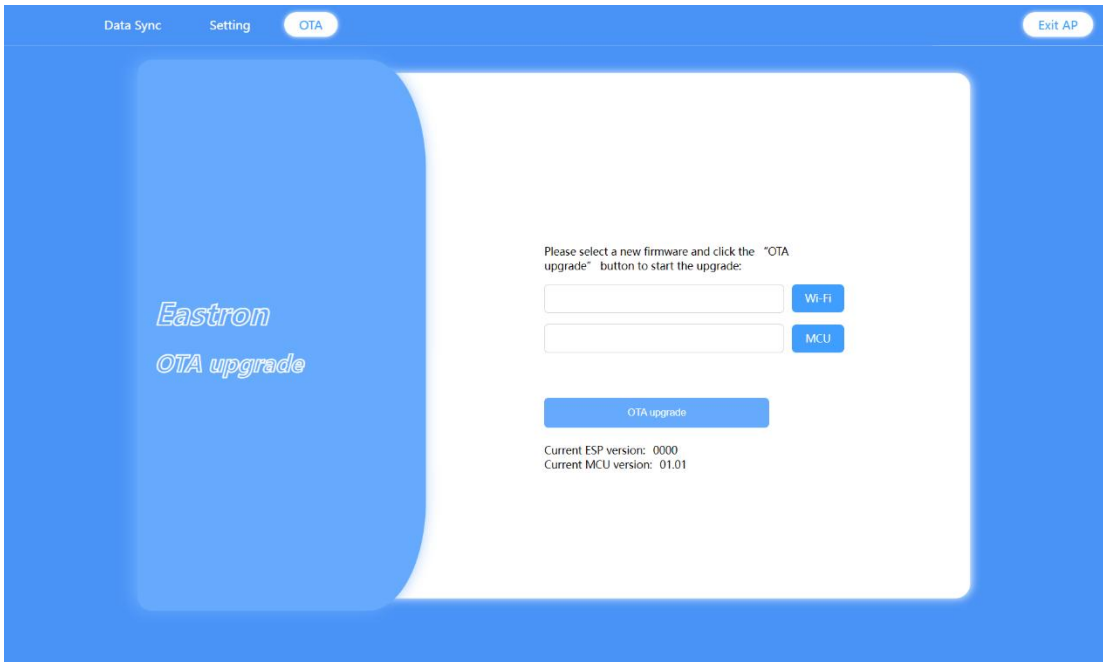 Data Sync
Setting
OTA
Exit AP
Eastron
OTA upgrade
Please select a new firmware and click the “OTA
upgrade” button to start the upgrade:
Wi-Fi
MCU
OTA upgrade
Current ESP version: 0000
Current MCU version: 01.01